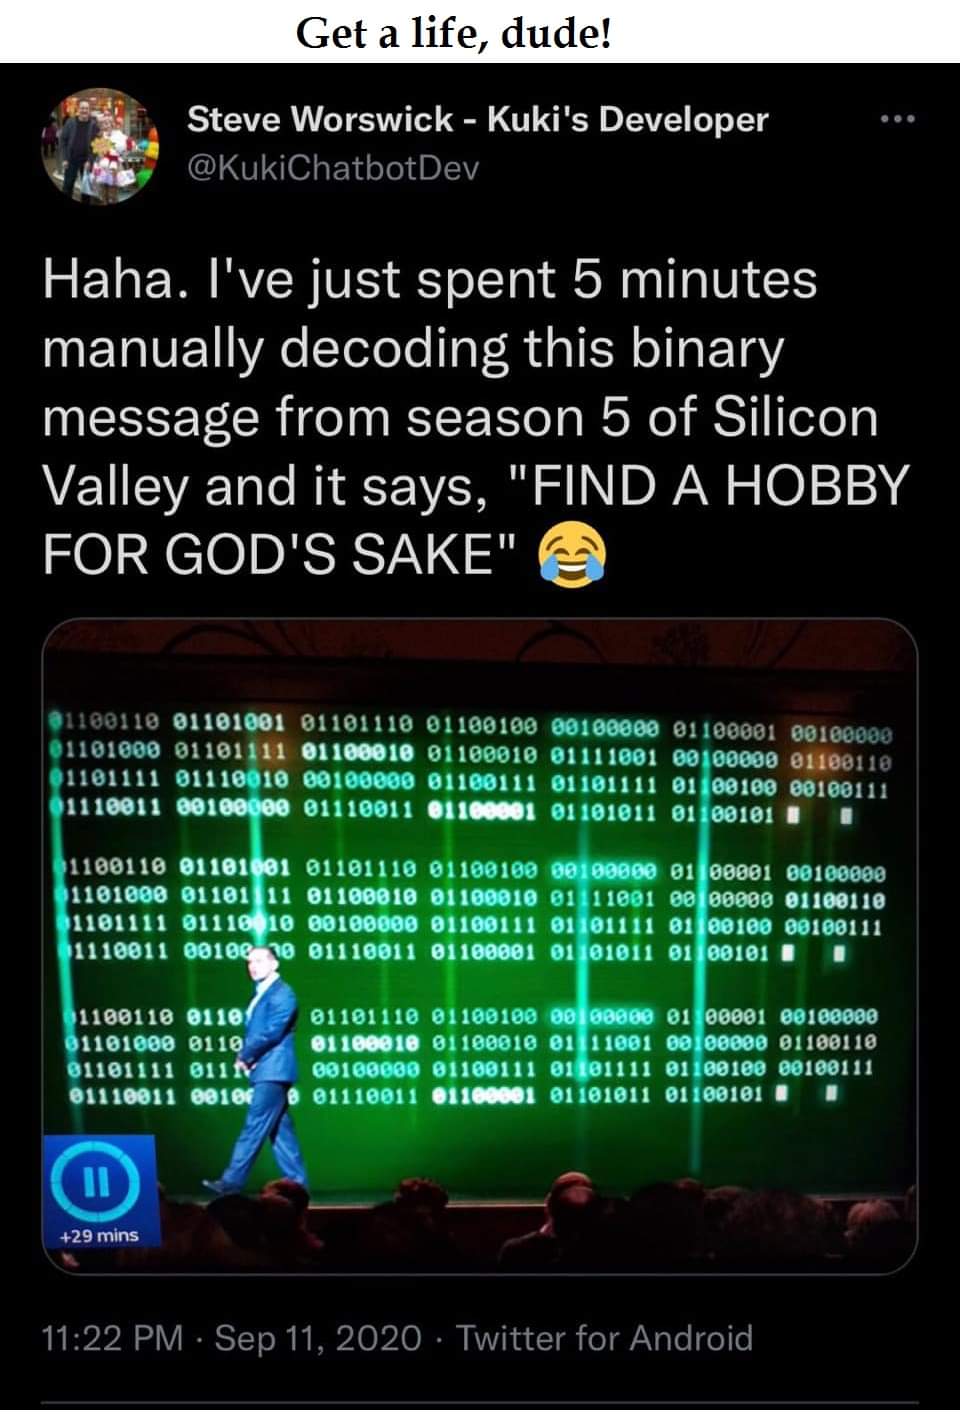 Get a life, dude!
Steve Worswick - Kuki's Developer
@KukiChatbotDev
Haha. I've just spent 5 minutes
manually decoding this binary
message from season 5 of Silicon
Valley and it says, "FIND A HOBBY
FOR GOD'S SAKE" 😂
01100110 01101001 01101110 01100100 00100000 01100001 00100000
01101000 01101111 01100010 01100010 01111001 00100000 01100110
01101111 01110010 00100000 01100111 01101111 01100100 00100111
01110011 00100000 01110011 01100001 01101011 01100101
01100110 01101001 01101110 01100100 00100000 01100001 00100000
01101000 01101111 01100010 01100010 01111001 00100000 01100110
01101111 01110010 00100000 01100111 01101111 01100100 00100111
01110011 00100000 01110011 01100001 01101011 01100101
01100110 0110 01101110 01100100 00100000 01100001 00100000
01101000 0110 01100010 01100010 01111001 00100000 01100110
01101111 011 00100000 01100111 01101111 01100100 00100111
01110011 0010 0 01110011 01100001 01101011 01100101
+29 mins
11:22 PM · Sep 11, 2020 · Twitter for Android